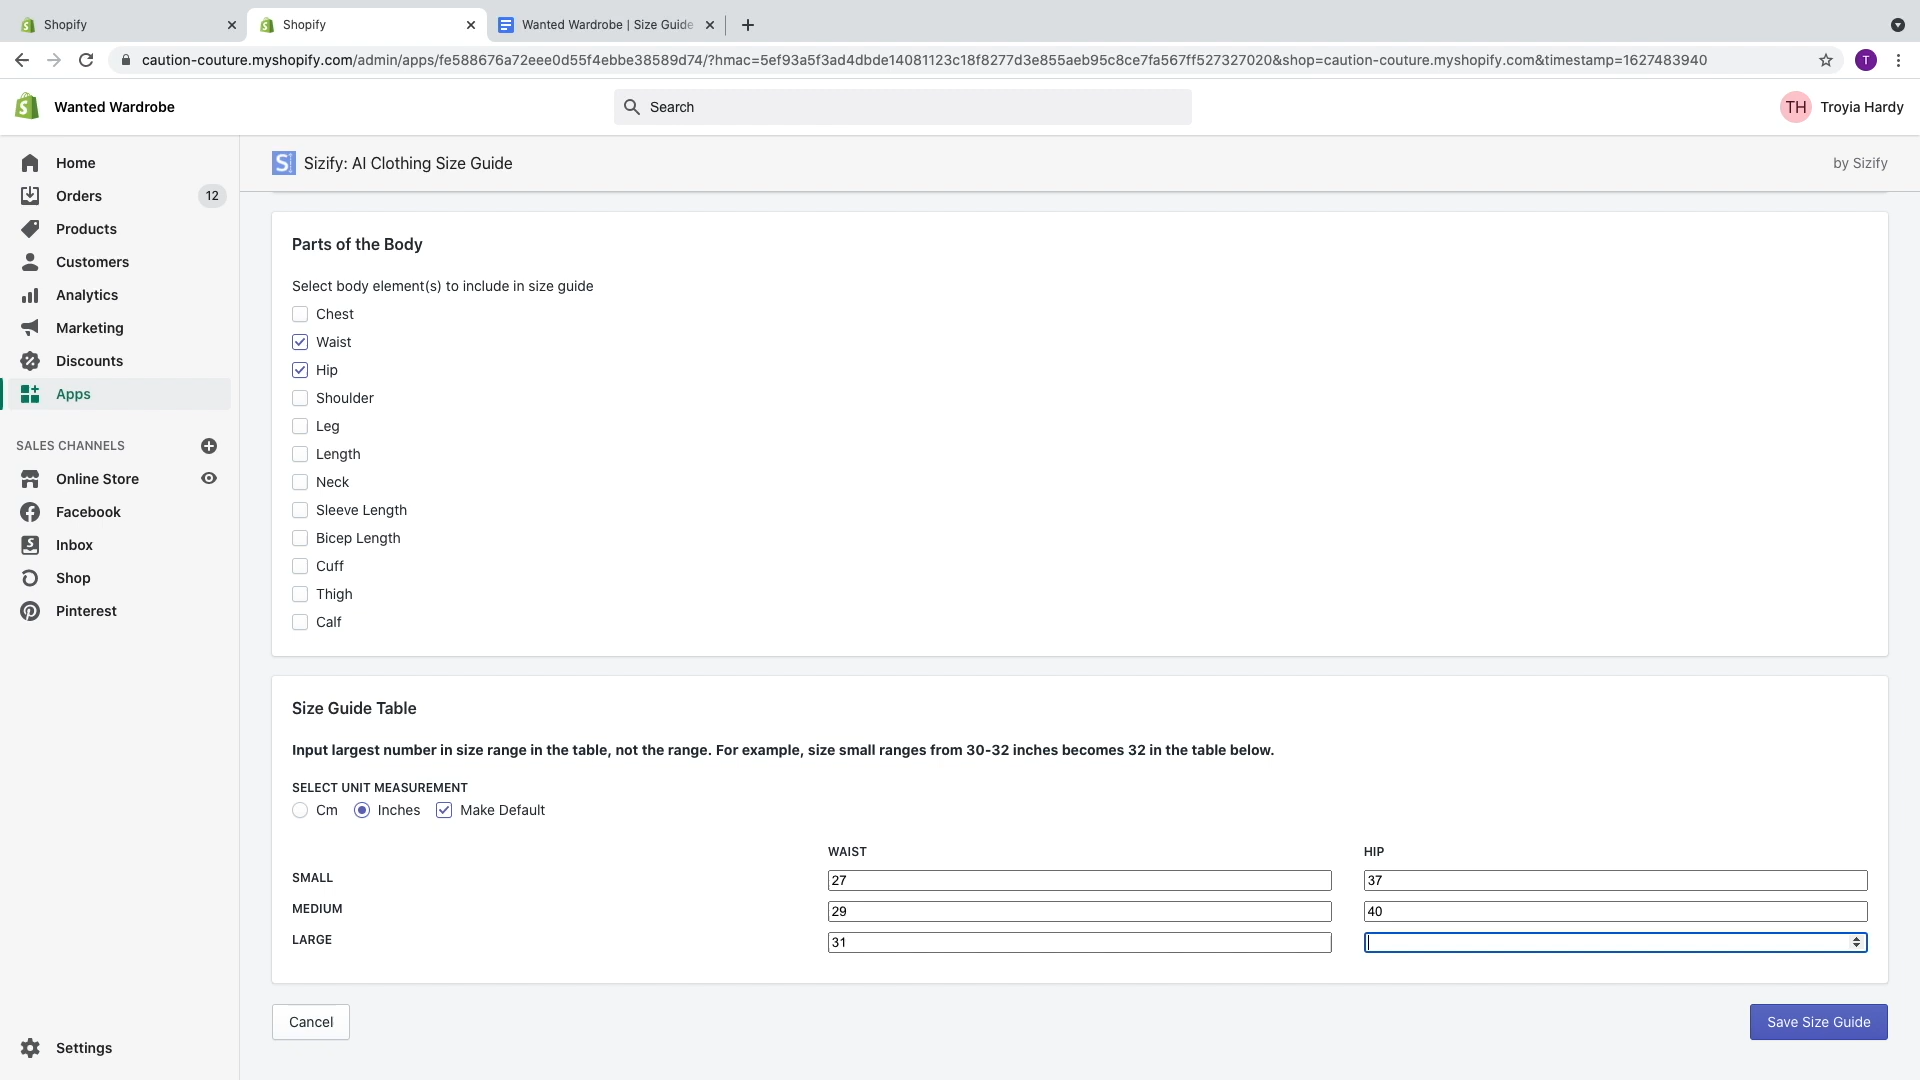 Shopify
Shopify
Wanted Wardrobe | Size Guide
caution-couture.myshopify.com/admin/apps/fe588676a72eee0d55f4ebbe38589d74/?hmac=5ef93a5f3ad4dbde14081123c18f8277d3e855aeb95c8ce7fa567ff527327020&shop=caution-couture.myshopify.com&timestamp=1627483940
T
Wanted Wardrobe
Search
TH Troyia Hardy
Home
Orders 12
Products
Customers
Analytics
Marketing
Discounts
Apps
SALES CHANNELS
Online Store
Facebook
Inbox
Shop
Pinterest
Settings
Sizify: AI Clothing Size Guide
by Sizify
Parts of the Body
Select body element(s) to include in size guide
Chest
Waist
Hip
Shoulder
Leg
Length
Neck
Sleeve Length
Bicep Length
Cuff
Thigh
Calf
Size Guide Table
Input largest number in size range in the table, not the range. For example, size small ranges from 30-32 inches becomes 32 in the table below.
SELECT UNIT MEASUREMENT
Cm Inches Make Default
WAIST HIP
SMALL 27 37
MEDIUM 29 40
LARGE 31
Cancel
Save Size Guide